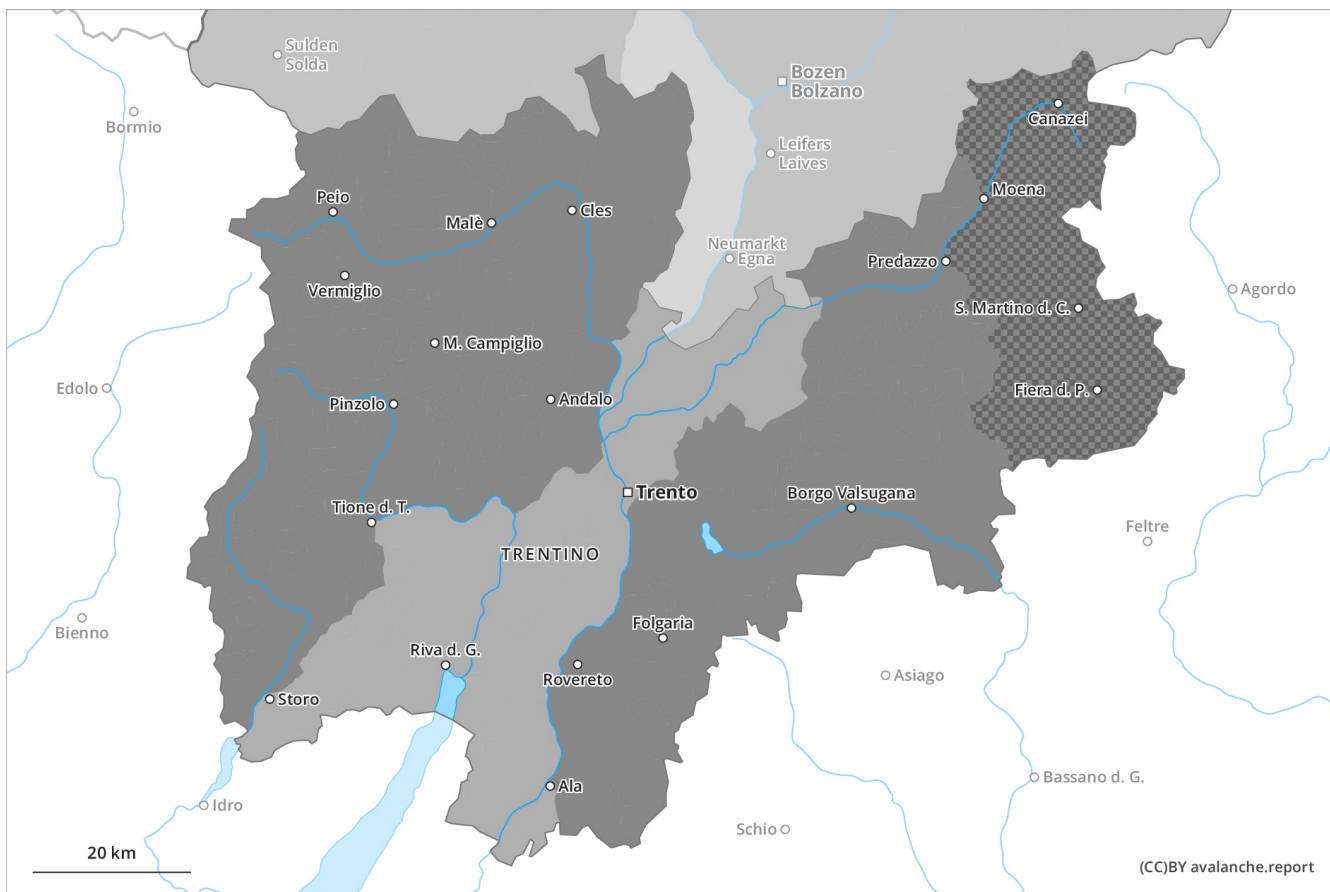 Sulden
Solda
Bozen
Bolzano
Bormio
Canazei
Leifers
Laives
Peio
Malè
Cles
Moena
Neumarkt
Egna
Predazzo
Vermiglio
Agordo
S. Martino d. C.
M. Campiglio
Edolo
Fiera d. P.
Pinzolo
Andalo
Trento
Borgo Valsugana
Tione d. T.
Feltre
TRENTINO
Bienno
Folgaria
Riva d. G.
Rovereto
Asiago
Storo
Bassano d. G.
Ala
Idro
Schio
20 km
(CC)BY avalanche.report